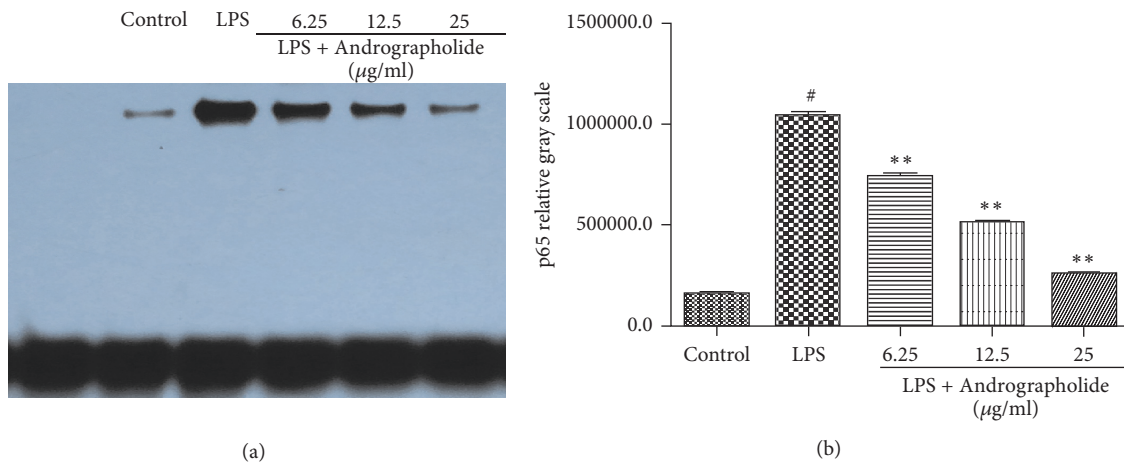 Control LPS 6.25 12.5 25
LPS + Andrographolide
(μg/ml)
(a)
1500000.0
1000000.0
500000.0
0.0
p65 relative gray scale
#
**
**
**
Control LPS 6.25 12.5 25
LPS + Andrographolide
(μg/ml)
(b)